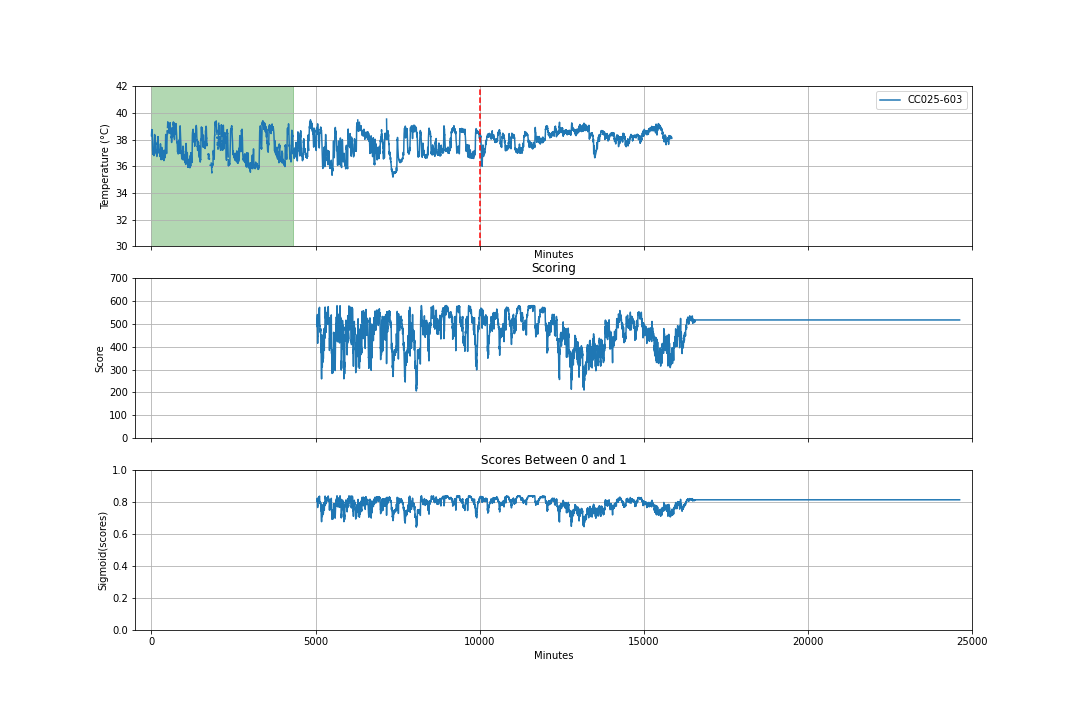 42
40
38
36
34
32
30
Temperature (°C)
CC025-603
Minutes
Scoring
700
600
500
400
300
200
100
0
Score
Scores Between 0 and 1
1.0
0.8
0.6
0.4
0.2
0.0
Sigmoid(scores)
0 5000 10000 15000 20000 25000
Minutes